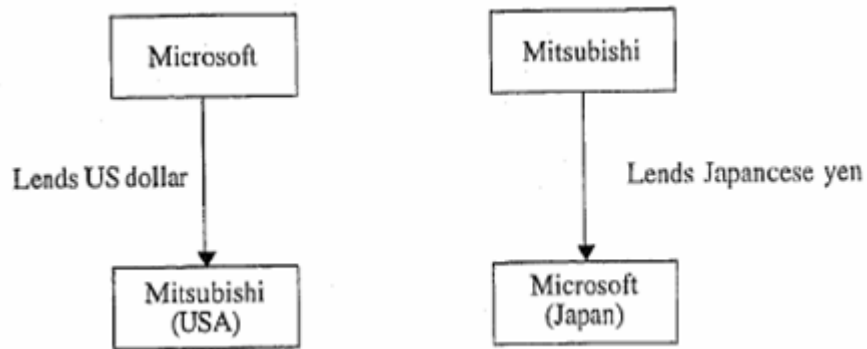 Microsoft
Mitsubishi
Lends US dollar
Lends Japancese yen
Mitsubishi
(USA)
Microsoft
(Japan)